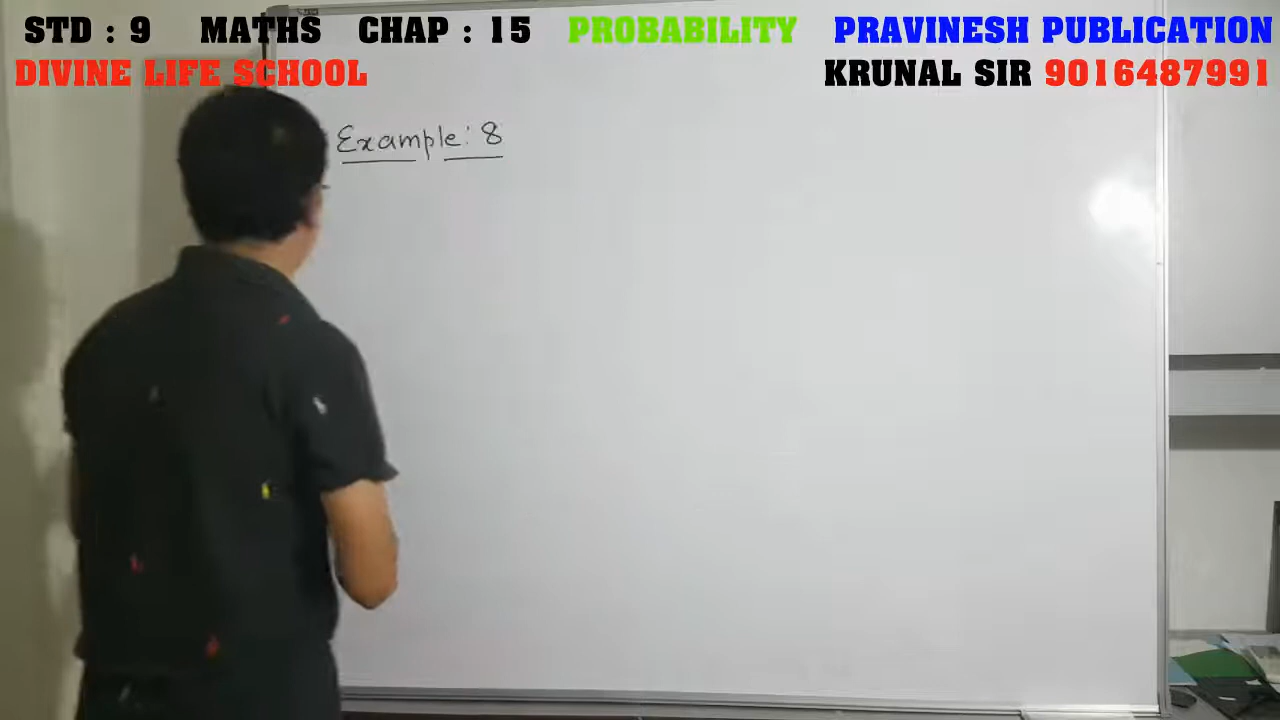 STD : 9 MATHS CHAP : 15 PROBABILITY PRAVINESH PUBLICATION
DIVINE LIFE SCHOOL KRUNAL SIR 9016487991
Example: 8